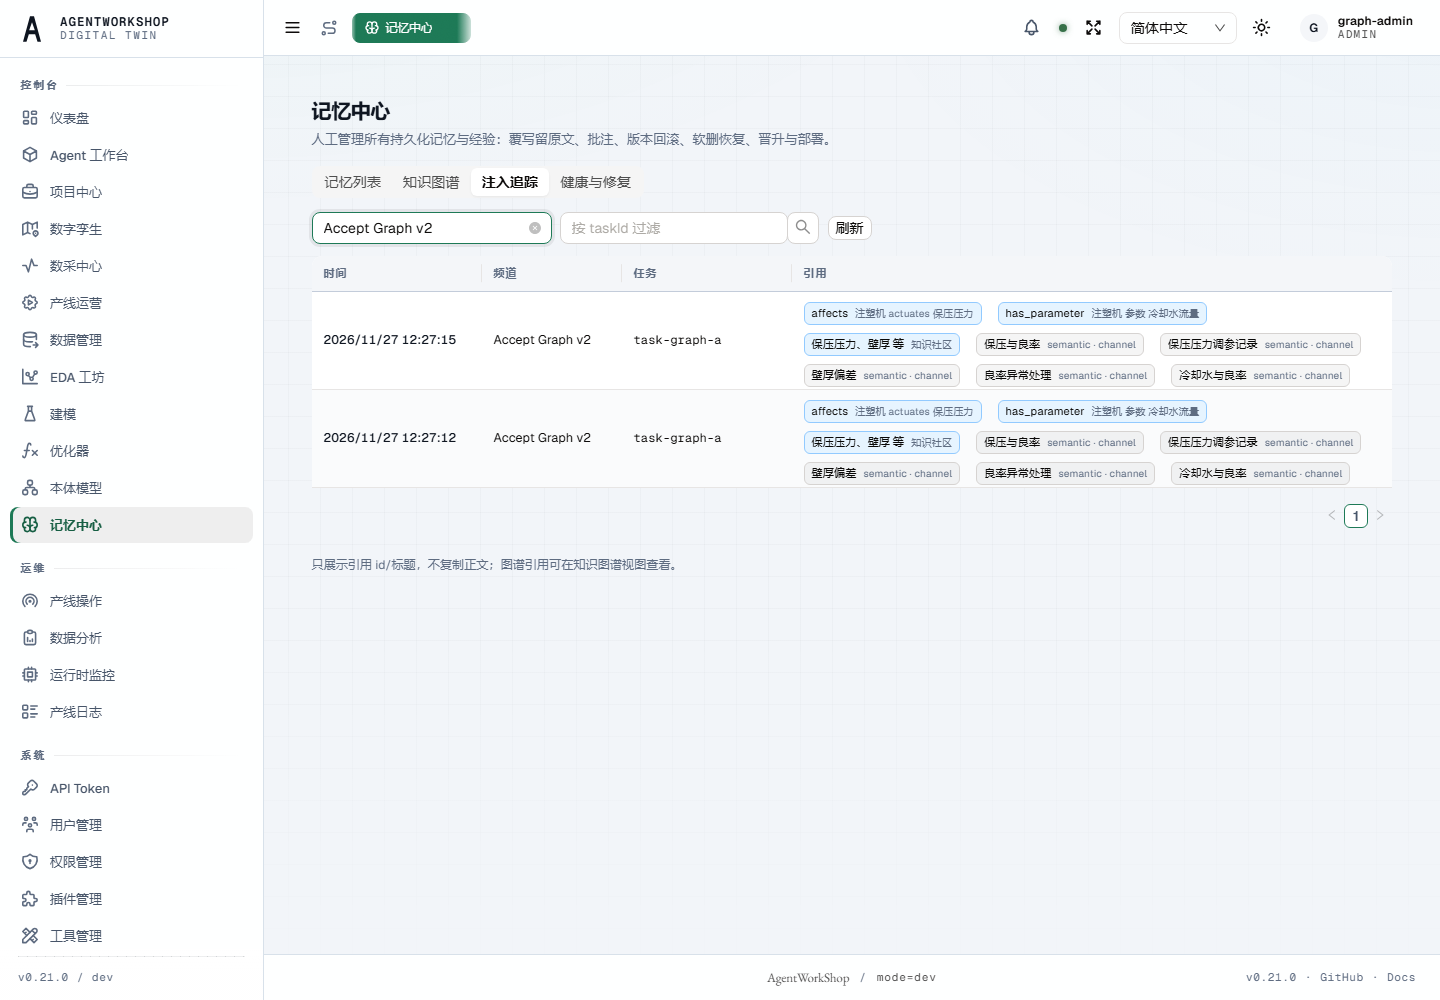 AGENTWORKSHOP
DIGITAL TWIN
控制台
仪表盘
Agent 工作台
项目中心
数字孪生
数采中心
产线运营
数据管理
EDA 工坊
建模
优化器
本体模型
记忆中心
运维
产线操作
数据分析
运行时监控
产线日志
系统
API Token
用户管理
权限管理
插件管理
工具管理
v0.21.0 / dev
记忆中心
简体中文
G
graph-admin
ADMIN
记忆中心
人工管理所有持久化记忆与经验：覆写留原文、批注、版本回滚、软删恢复、晋升与部署。
记忆列表 知识图谱 注入追踪 健康与修复
Accept Graph v2 按 taskId 过滤 刷新
时间 频道 任务 引用
2026/11/27 12:27:15 Accept Graph v2 task-graph-a
affects 注塑机 actuates 保压压力 has_parameter 注塑机 参数 冷却水流量
保压压力、壁厚 等 知识社区 保压与良率 semantic · channel 保压压力调参记录 semantic · channel
壁厚偏差 semantic · channel 良率异常处理 semantic · channel 冷却水与良率 semantic · channel
2026/11/27 12:27:12 Accept Graph v2 task-graph-a
affects 注塑机 actuates 保压压力 has_parameter 注塑机 参数 冷却水流量
保压压力、壁厚 等 知识社区 保压与良率 semantic · channel 保压压力调参记录 semantic · channel
壁厚偏差 semantic · channel 良率异常处理 semantic · channel 冷却水与良率 semantic · channel
1
只展示引用 id/标题，不复制正文；图谱引用可在知识图谱视图查看。
AgentWorkShop / mode=dev
v0.21.0 · GitHub · Docs